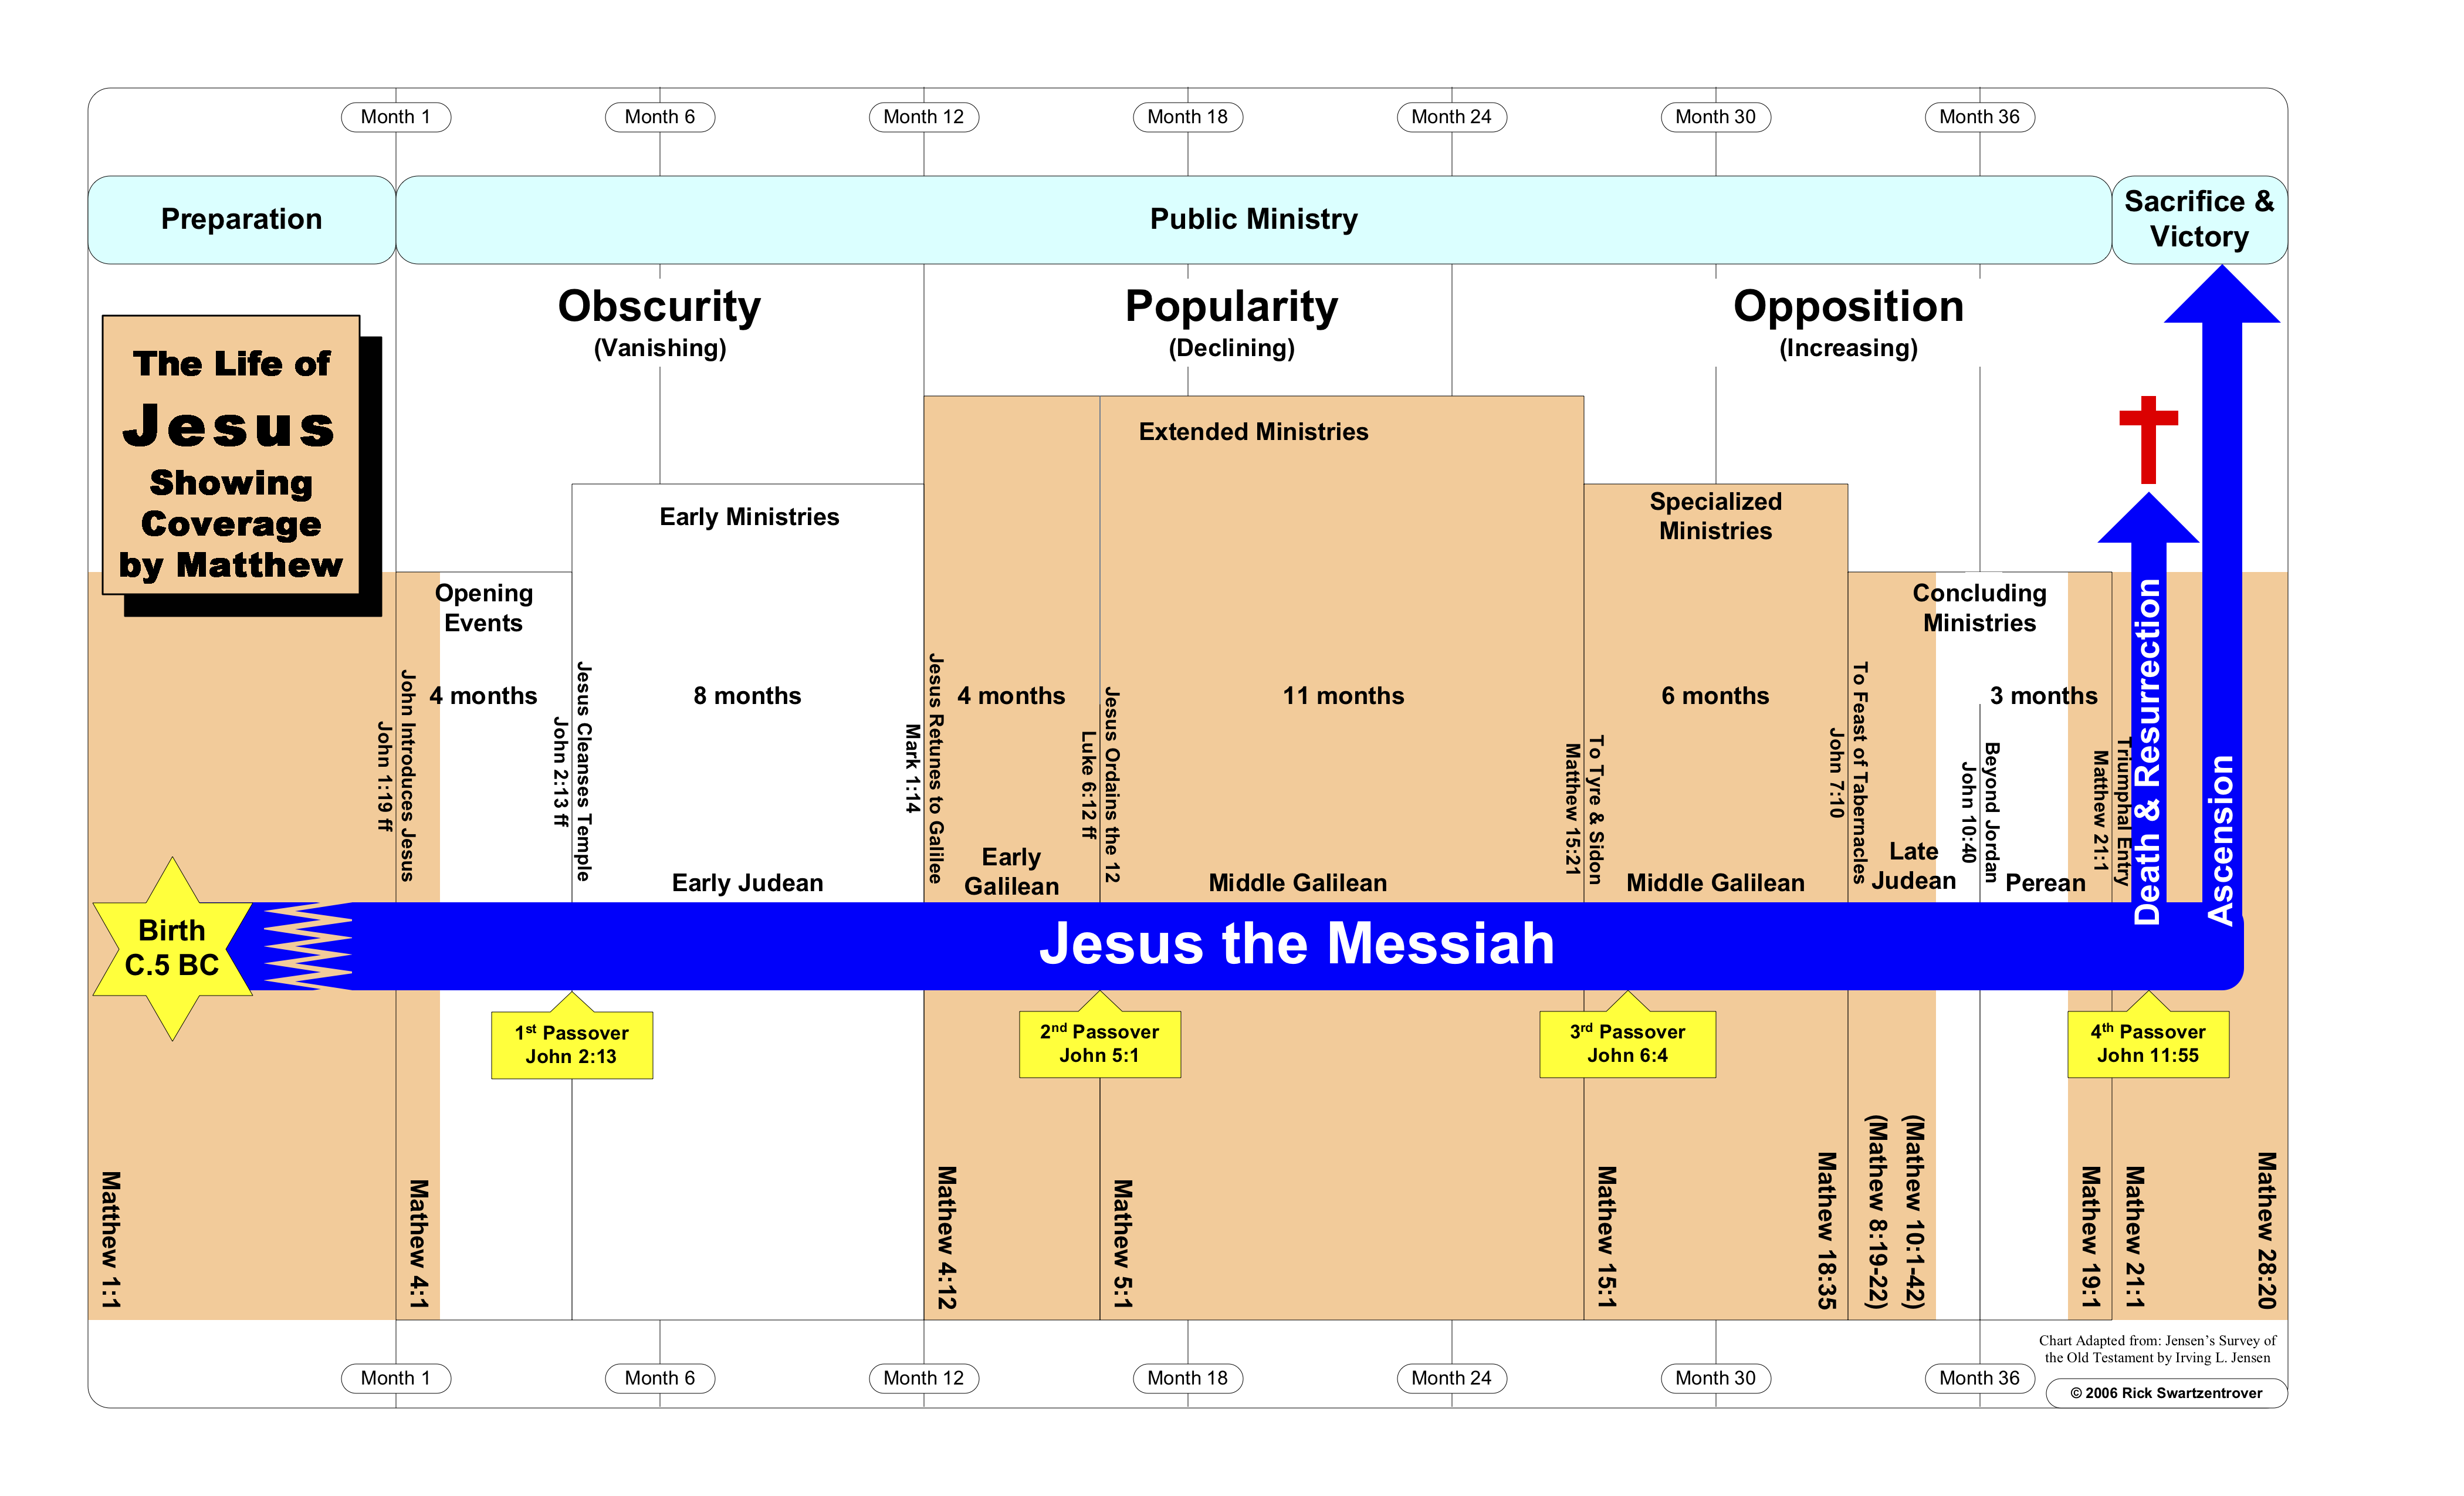 Month 1
Month 6
Month 12
Month 18
Month 24
Month 30
Month 36
Preparation
Public Ministry
Sacrifice &
Victory
Obscurity
(Vanishing)
Popularity
(Declining)
Opposition
(Increasing)
The Life of
Jesus
Showing
Coverage
by Matthew
Extended Ministries
Early Ministries
Specialized
Ministries
Opening
Events
Concluding
Ministries
4 months
8 months
4 months
11 months
6 months
3 months
John Introduces Jesus
John 1:19 ff
Jesus Cleanses Temple
John 2:13 ff
Jesus Retunes to Galilee
Mark 1:14
Jesus Ordains the 12
Luke 6:12 ff
To Tyre & Sidon
Matthew 15:21
To Feast of Tabernacles
John 7:10
Beyond Jordan
John 10:40
Triumphal Entry
Matthew 21:1
Death & Resurrection
Ascension
Early Judean
Early
Galilean
Middle Galilean
Middle Galilean
Late
Judean
Perean
Birth
C.5 BC
Jesus the Messiah
1st Passover
John 2:13
2nd Passover
John 5:1
3rd Passover
John 6:4
4th Passover
John 11:55
Matthew 1:1
Mathew 4:1
Mathew 4:12
Mathew 5:1
Mathew 15:1
Mathew 18:35
(Mathew 8:19-22)
(Mathew 10:1-42)
Mathew 19:1
Mathew 21:1
Mathew 28:20
Chart Adapted from: Jensen's Survey of
the Old Testament by Irving L. Jensen
Month 1
Month 6
Month 12
Month 18
Month 24
Month 30
Month 36
© 2006 Rick Swartzentrover